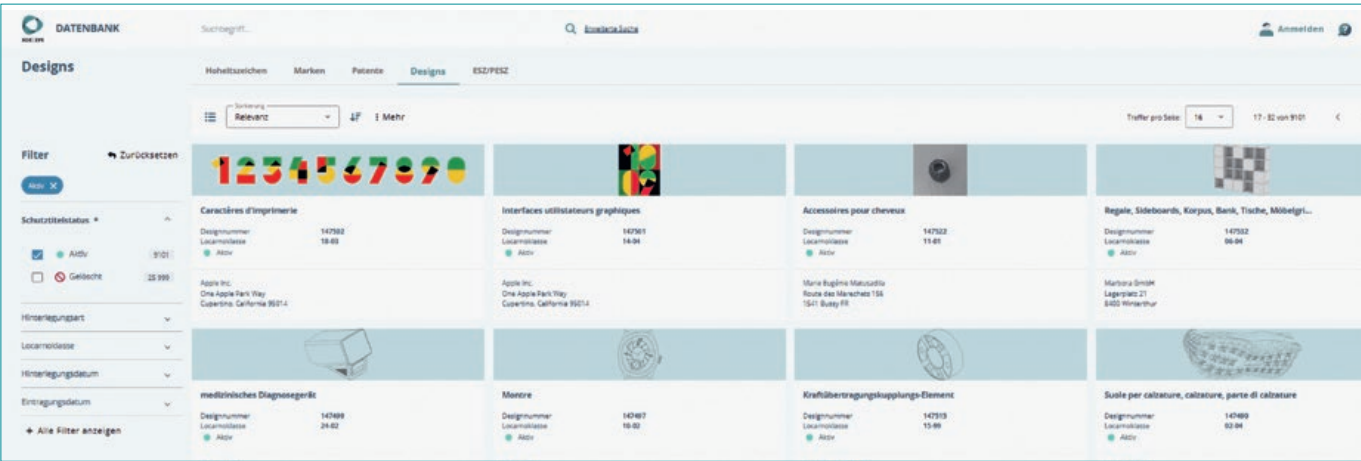 DATENBANK
Suchbegriff...
Erweiterte Suche
Anmelden
Designs
Hoheitszeichen
Marken
Patente
Designs
ESZ/PESZ
Sortierung
Relevant
Mehr
Treffer pro Seite: 16
17 - 32 von 9101
Filter
Zurücksetzen
Aktiv
Schutztitelstatus
Aktiv 9101
Gelöscht
Hinterlegungsart
Locarnoklasse
Hinterlegungsdatum
Eintragungsdatum
+ Alle Filter anzeigen
1234567890
Caractères d'imprimerie
Designnummer 147502
Locarnoklasse 18-03
Aktiv
Apple Inc.
One Apple Park Way
Cupertino, California 95014
Interfaces utilistateurs graphiques
Designnummer 147501
Locarnoklasse 14-04
Aktiv
Apple Inc.
One Apple Park Way
Cupertino, California 95014
Accessoires pour cheveux
Designnummer 147522
Locarnoklasse 11-01
Aktiv
Marie Eugénie
Route des Marechets 156
1541 Bussy FR
Regale, Sideboards, Korpus, Bank, Tische, Möbelgri...
Designnummer 147532
Locarnoklasse 06-04
Aktiv
GmbH
Lagerplatz 21
8400 Winterthur
medizinisches Diagnosegerät
Designnummer
Locarnoklasse 24-02
Aktiv
Montre
Designnummer 147497
Locarnoklasse 10-02
Aktiv
Kraftübertragungskupplungs-Element
Designnummer 147515
Locarnoklasse 15-99
Aktiv
Suole per calzature, calzature, parte di calzature
Designnummer
Locarnoklasse 02-04
Aktiv